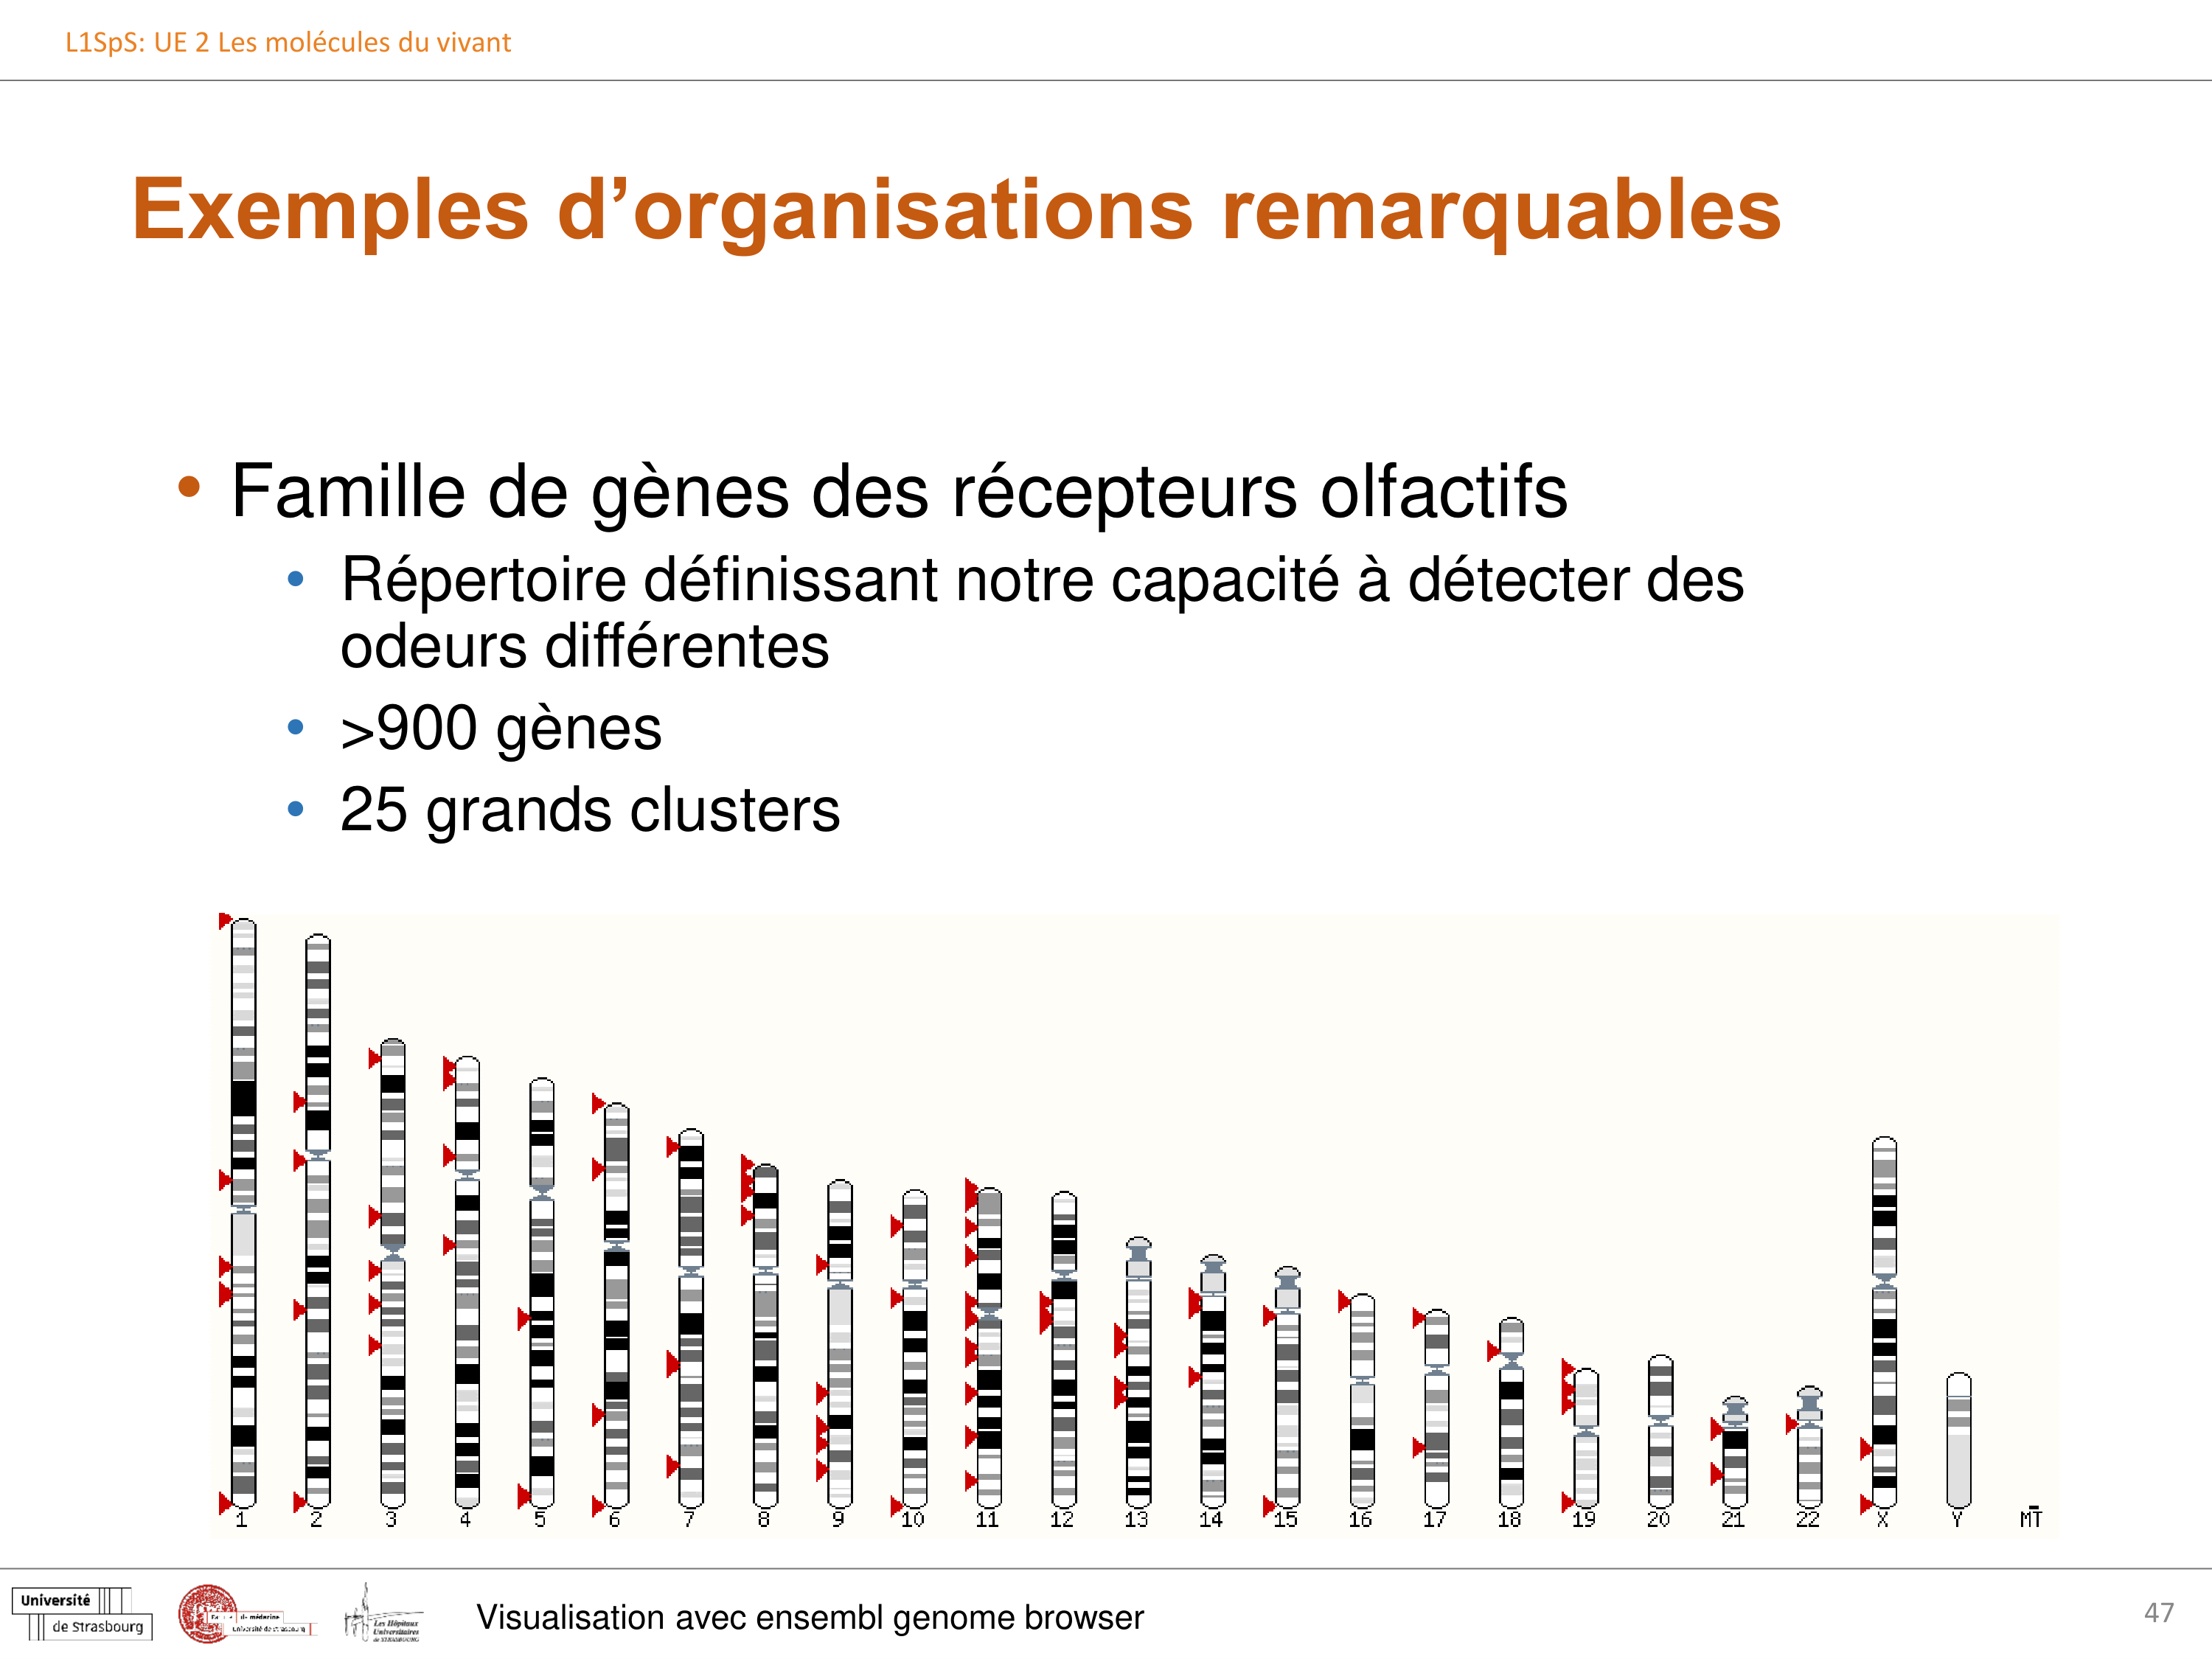 L1SpS: UE 2 Les molécules du vivant
Exemples d’organisations remarquables
• Famille de gènes des récepteurs olfactifs
• Répertoire définissant notre capacité à détecter des
odeurs différentes
• >900 gènes
• 25 grands clusters
1 2 3 4 5 6 7 8 9 10 11 12 13 14 15 16 17 18 19 20 21 22 X Y MT
Université
de Strasbourg
de médecine
Université de Strasbourg
Les Hôpitaux
Universitaires
de STRASBOURG
Visualisation avec ensembl genome browser
47